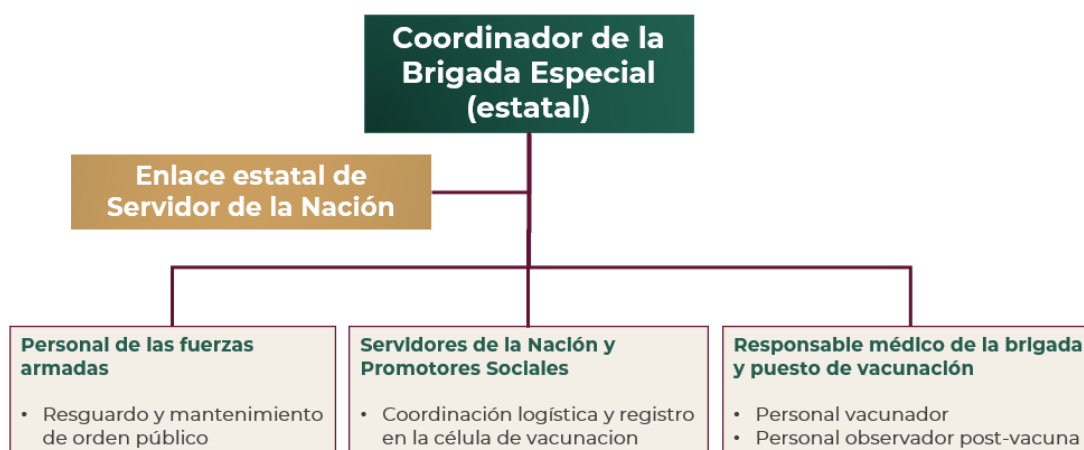 Coordinador de la
Brigada Especial
(estatal)
Enlace estatal de
Servidor de la Nación
Personal de las fuerzas
armadas
• Resguardo y mantenimiento
de orden público
Servidores de la Nación y
Promotores Sociales
• Coordinación logística y registro
en la célula de vacunacion
Responsable médico de la brigada
y puesto de vacunación
• Personal vacunador
• Personal observador post-vacuna